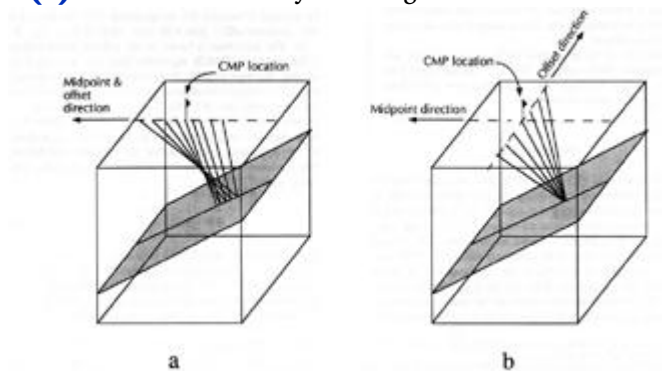 CMP location
Midpoint &
offset
direction
a
Offset direction
CMP location
Midpoint direction
b